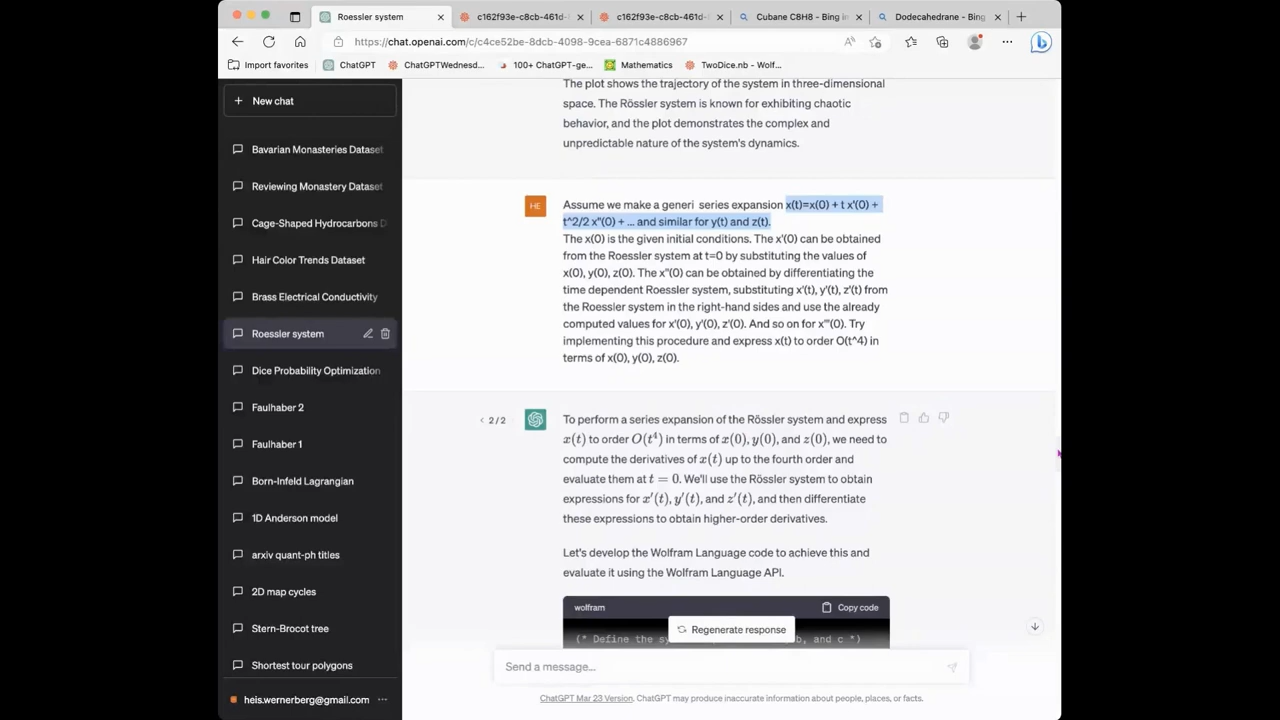 Roessler system
c162f93e-c8cb-461d-
c162f93e-c8cb-461d-
Cubane C8H8 - Bing in
Dodecahedrane - Bing
https://chat.openai.com/c/c4ce52be-8dcb-4098-9cea-6871c4886967
Import favorites
ChatGPT
ChatGPTWednesd...
100+ ChatGPT-ge...
Mathematics
TwoDice.nb - Wolf...
New chat
Bavarian Monasteries Dataset
Reviewing Monastery Dataset
Cage-Shaped Hydrocarbons D
Hair Color Trends Dataset
Brass Electrical Conductivity
Roessler system
Dice Probability Optimization
Faulhaber 2
Faulhaber 1
Born-Infeld Lagrangian
1D Anderson model
arxiv quant-ph titles
2D map cycles
Stern-Brocot tree
Shortest tour polygons
heis.wernerberg@gmail.com
The plot shows the trajectory of the system in three-dimensional
space. The Rössler system is known for exhibiting chaotic
behavior, and the plot demonstrates the complex and
unpredictable nature of the system's dynamics.
HE
Assume we make a generi series expansion x(t)=x(0) + t x'(0) +
t^2/2 x''(0) + ... and similar for y(t) and z(t).
The x(0) is the given initial conditions. The x'(0) can be obtained
from the Roessler system at t=0 by substituting the values of
x(0), y(0), z(0). The x''(0) can be obtained by differentiating the
time dependent Roessler system, substituting x'(t), y'(t), z'(t) from
the Roessler system in the right-hand sides and use the already
computed values for x'(0), y'(0), z'(0). And so on for x'''(0). Try
implementing this procedure and express x(t) to order O(t^4) in
terms of x(0), y(0), z(0).
< 2/2
To perform a series expansion of the Rössler system and express
x(t) to order O(t⁴) in terms of x(0), y(0), and z(0), we need to
compute the derivatives of x(t) up to the fourth order and
evaluate them at t = 0. We'll use the Rössler system to obtain
expressions for x′(t), y′(t), and z′(t), and then differentiate
these expressions to obtain higher-order derivatives.
Let's develop the Wolfram Language code to achieve this and
evaluate it using the Wolfram Language API.
wolfram
Copy code
(* Define the sy
b, and c *)
Regenerate response
Send a message...
ChatGPT Mar 23 Version. ChatGPT may produce inaccurate information about people, places, or facts.